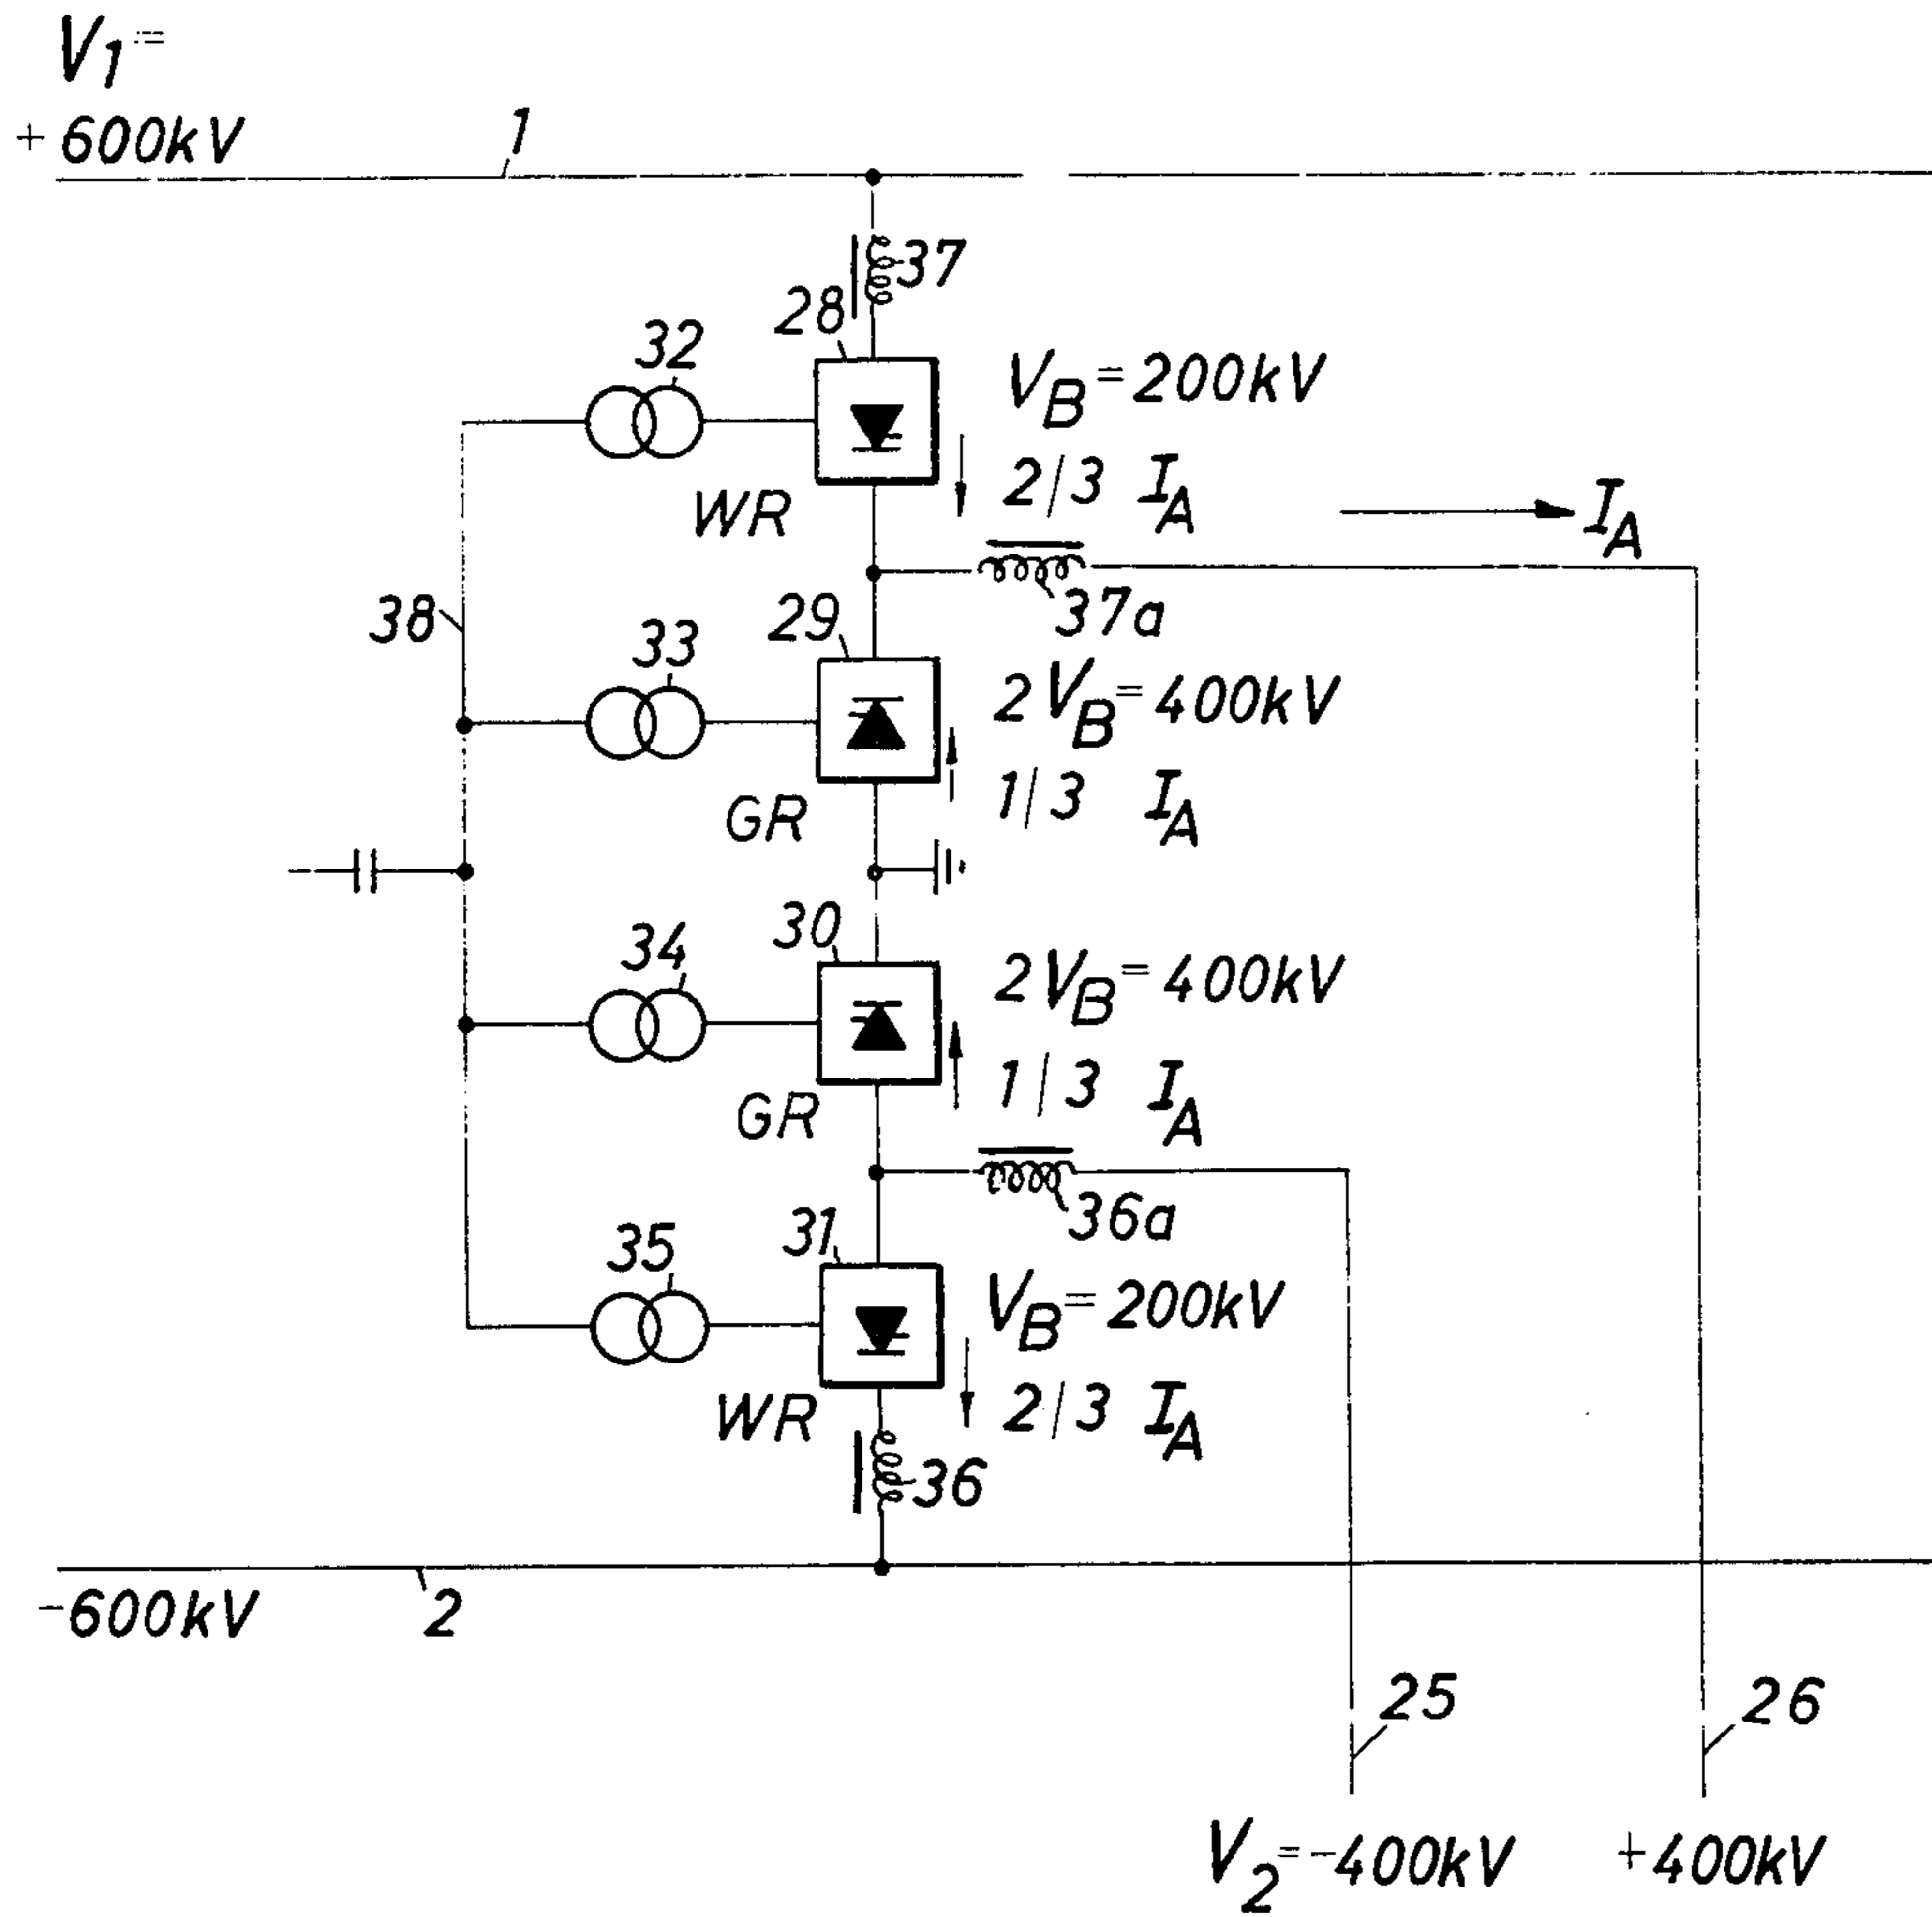 V1 =
+ 600kV
1
37
28
32
VB = 200kV
2/3 IA
IA
WR
37a
38
29
33
2VB = 400kV
1/3 IA
GR
30
34
2VB = 400kV
1/3 IA
GR
36a
31
35
VB = 200kV
2/3 IA
WR
36
-600kV
2
25
26
V2 = -400kV
+400kV